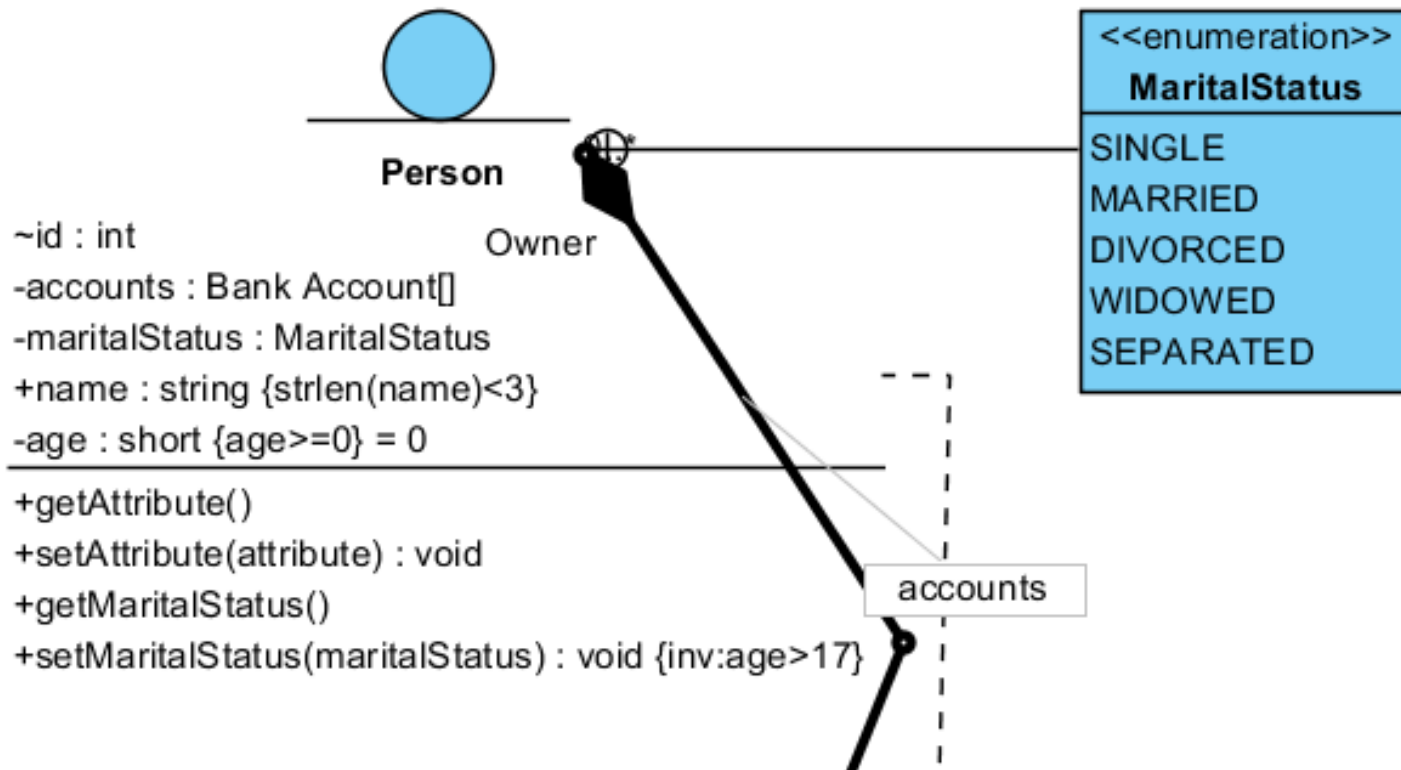 <<enumeration>>
MaritalStatus
SINGLE
MARRIED
DIVORCED
WIDOWED
SEPARATED
Person
Owner
~id : int
-accounts : Bank Account[]
-maritalStatus : MaritalStatus
+name : string {strlen(name)<3}
-age : short {age>=0} = 0
+getAttribute()
+setAttribute(attribute) : void
+getMaritalStatus()
+setMaritalStatus(maritalStatus) : void {inv:age>17}
accounts